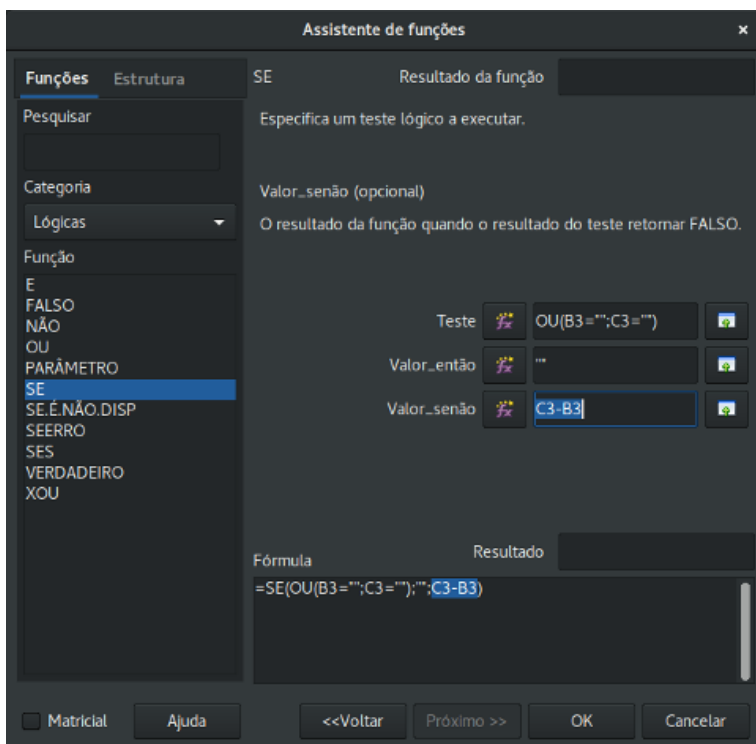 Assistente de funções
×
Funções Estrutura
Pesquisar
Categoria
Lógicas
Função
E
FALSO
NÃO
OU
PARÂMETRO
SE
SE.É.NÃO.DISP
SEERRO
SES
VERDADEIRO
XOU
SE Resultado da função
Especifica um teste lógico a executar.
Valor_senão (opcional)
O resultado da função quando o resultado do teste retornar FALSO.
Teste fx OU(B3="";C3="")
Valor_então fx ""
Valor_senão fx C3-B3
Resultado
Fórmula
=SE(OU(B3="";C3="");"";C3-B3)
Matricial Ajuda <<Voltar Próximo >> OK Cancelar